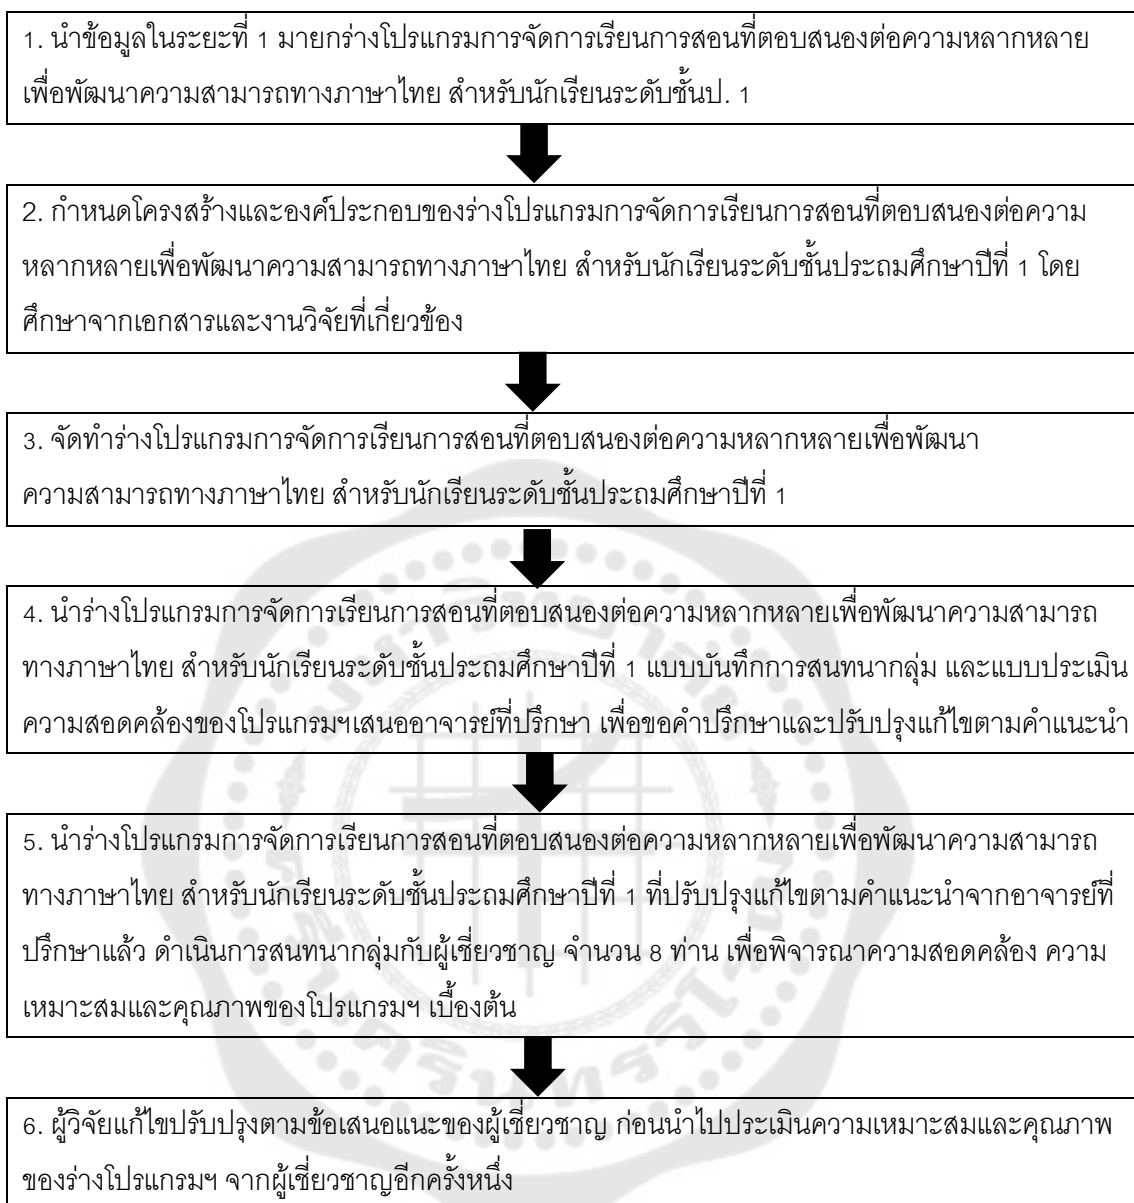 1. นำข้อมูลในระยะที่ 1 มายกร่างโปรแกรมการจัดการเรียนการสอนที่ตอบสนองต่อความหลากหลาย
เพื่อพัฒนาความสามารถทางภาษาไทย สำหรับนักเรียนระดับชั้นป. 1
2. กำหนดโครงสร้างและองค์ประกอบของร่างโปรแกรมการจัดการเรียนการสอนที่ตอบสนองต่อความ
หลากหลายเพื่อพัฒนาความสามารถทางภาษาไทย สำหรับนักเรียนระดับชั้นประถมศึกษาปีที่ 1 โดย
ศึกษาจากเอกสารและงานวิจัยที่เกี่ยวข้อง
3. จัดทำร่างโปรแกรมการจัดการเรียนการสอนที่ตอบสนองต่อความหลากหลายเพื่อพัฒนา
ความสามารถทางภาษาไทย สำหรับนักเรียนระดับชั้นประถมศึกษาปีที่ 1
4. นำร่างโปรแกรมการจัดการเรียนการสอนที่ตอบสนองต่อความหลากหลายเพื่อพัฒนาความสามารถ
ทางภาษาไทย สำหรับนักเรียนระดับชั้นประถมศึกษาปีที่ 1 แบบบันทึกการสนทนากลุ่ม และแบบประเมิน
ความสอดคล้องของโปรแกรมฯเสนออาจารย์ที่ปรึกษา เพื่อขอคำปรึกษาและปรับปรุงแก้ไขตามคำแนะนำ
5. นำร่างโปรแกรมการจัดการเรียนการสอนที่ตอบสนองต่อความหลากหลายเพื่อพัฒนาความสามารถ
ทางภาษาไทย สำหรับนักเรียนระดับชั้นประถมศึกษาปีที่ 1 ที่ปรับปรุงแก้ไขตามคำแนะนำจากอาจารย์ที่
ปรึกษาแล้ว ดำเนินการสนทนากลุ่มกับผู้เชี่ยวชาญ จำนวน 8 ท่าน เพื่อพิจารณาความสอดคล้อง ความ
เหมาะสมและคุณภาพของโปรแกรมฯ เบื้องต้น
6. ผู้วิจัยแก้ไขปรับปรุงตามข้อเสนอแนะของผู้เชี่ยวชาญ ก่อนนำไปประเมินความเหมาะสมและคุณภาพ
ของร่างโปรแกรมฯ จากผู้เชี่ยวชาญอีกครั้งหนึ่ง